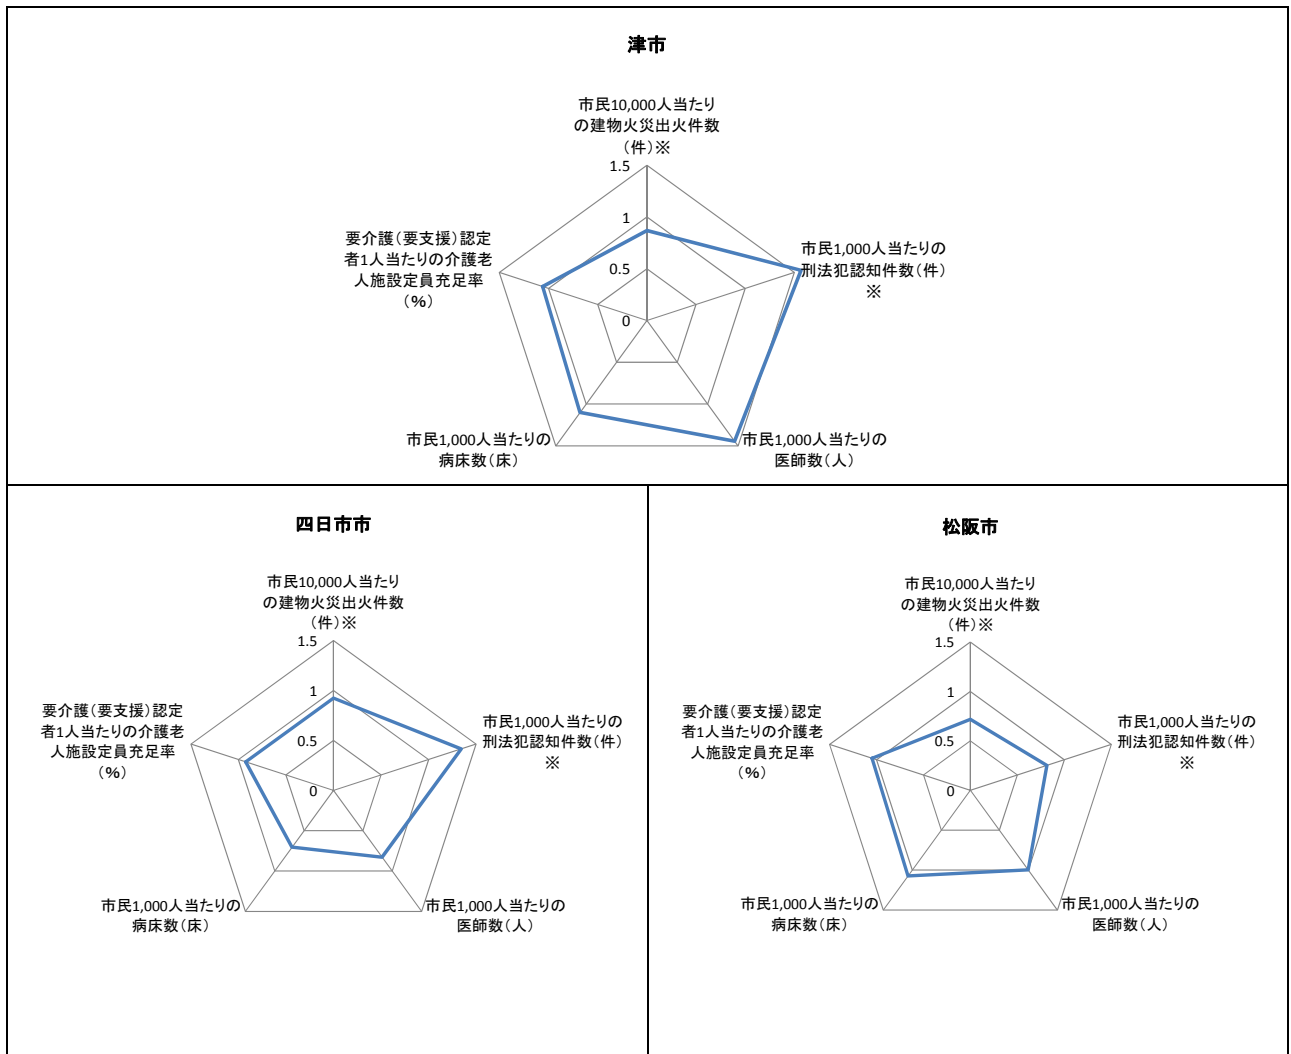 津市
市民10,000人当たり
の建物火災出火件数
（件）※
1.5
1
0.5
0
市民1,000人当たりの
刑法犯認知件数（件）
※
市民1,000人当たりの
医師数（人）
市民1,000人当たりの
病床数（床）
要介護（要支援）認定
者1人当たりの介護老
人施設定員充足率
（%）
四日市市
市民10,000人当たり
の建物火災出火件数
（件）※
1.5
1
0.5
0
市民1,000人当たりの
刑法犯認知件数（件）
※
市民1,000人当たりの
医師数（人）
市民1,000人当たりの
病床数（床）
要介護（要支援）認定
者1人当たりの介護老
人施設定員充足率
（%）
松阪市
市民10,000人当たり
の建物火災出火件数
（件）※
1.5
1
0.5
0
市民1,000人当たりの
刑法犯認知件数（件）
※
市民1,000人当たりの
医師数（人）
市民1,000人当たりの
病床数（床）
要介護（要支援）認定
者1人当たりの介護老
人施設定員充足率
（%）